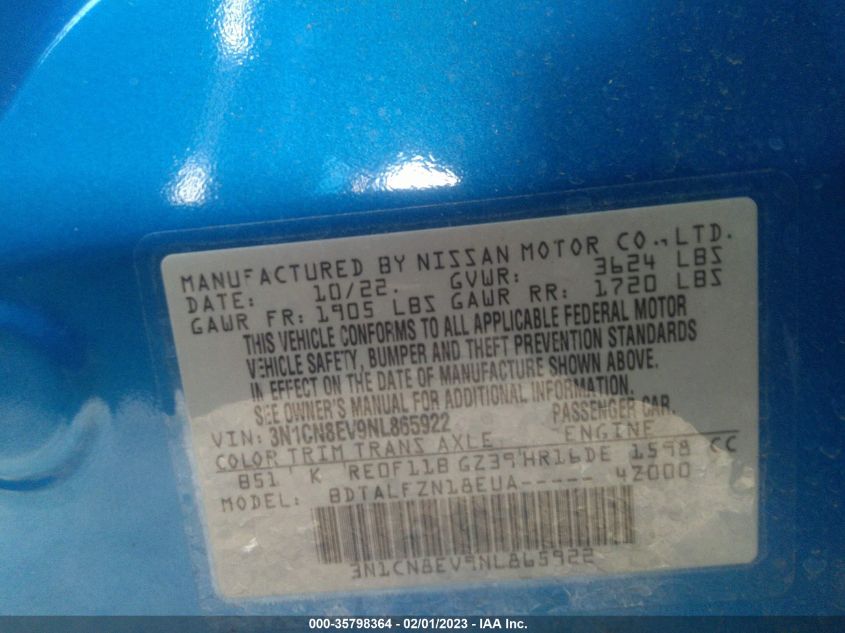 MANUFACTURED BY NISSAN MOTOR CO.,LTD.
DATE: 10/22. GVWR: 3624 LBS
GAWR FR: 1905 LBS GAWR RR: 1720 LBS
THIS VEHICLE CONFORMS TO ALL APPLICABLE FEDERAL MOTOR
VEHICLE SAFETY, BUMPER AND THEFT PREVENTION STANDARDS
IN EFFECT ON THE DATE OF MANUFACTURE SHOWN ABOVE.
SEE OWNER'S MANUAL FOR ADDITIONAL INFORMATION.
VIN: 3N1CN8EV9NL865922 PASSENGER CAR.
COLOR TRIM TRANS AXLE ENGINE
B51 K RE0F11B GZ39 HR16DE 1598 CC
MODEL: BDTALFZN18EUA----- 4Z000
3N1CN8EV9NL865922
000-35798364 - 02/01/2023 - IAA Inc.